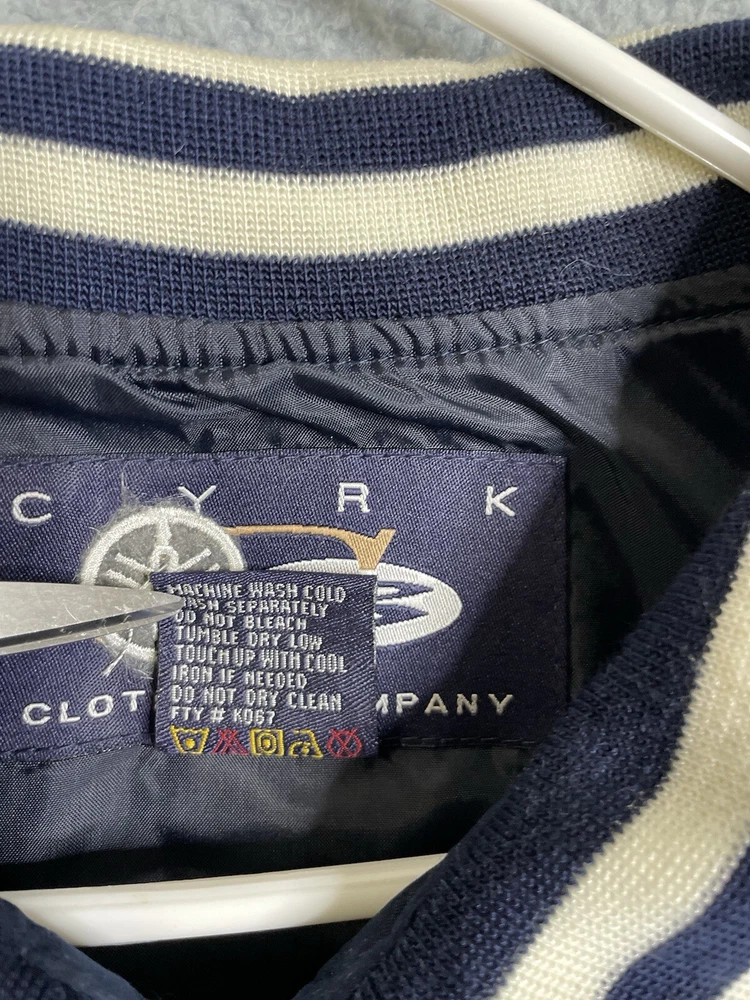 C Y R K
MACHINE WASH COLD
WASH SEPARATELY
DO NOT BLEACH
TUMBLE DRY LOW
TOUCH UP WITH COOL
IRON IF NEEDED
DO NOT DRY CLEAN
FTY # K067
CLOT MPANY